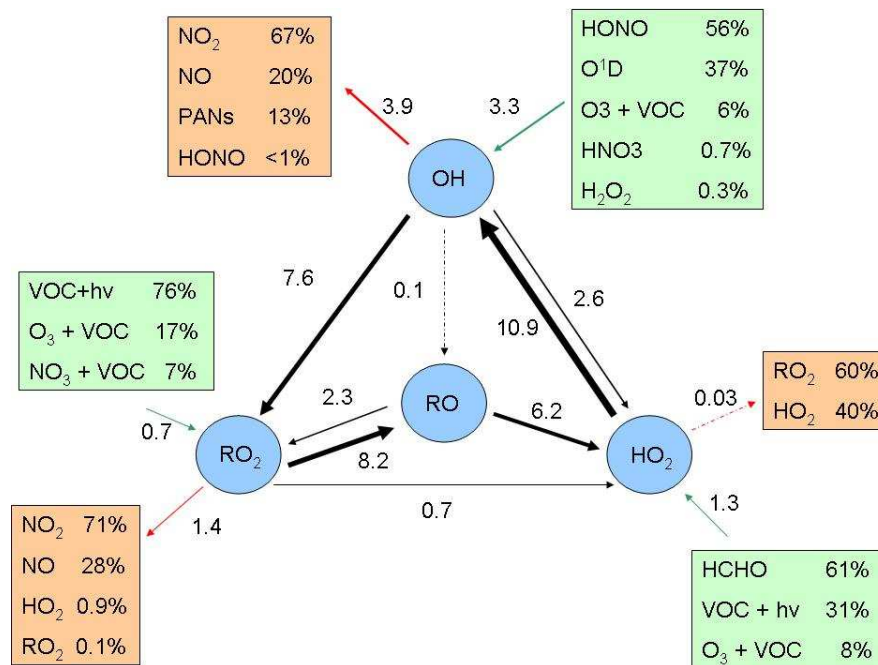 NO₂ 67%
NO 20%
PANs 13%
HONO <1%
HONO 56%
O¹D 37%
O3 + VOC 6%
HNO3 0.7%
H₂O₂ 0.3%
3.9
3.3
OH
7.6
0.1
2.6
10.9
VOC+hv 76%
O₃ + VOC 17%
NO₃ + VOC 7%
RO₂ 60%
HO₂ 40%
0.03
2.3
RO
6.2
0.7
RO₂
8.2
HO₂
0.7
1.4
1.3
NO₂ 71%
NO 28%
HO₂ 0.9%
RO₂ 0.1%
HCHO 61%
VOC + hv 31%
O₃ + VOC 8%